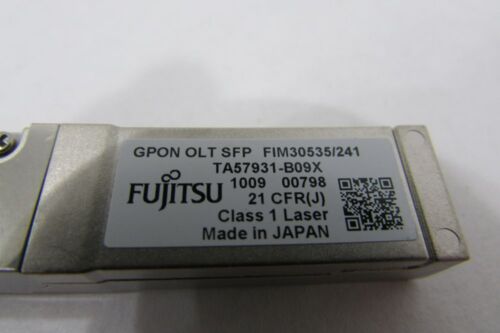 GPON OLT SFP FIM30535/241
TA57931-B09X
FUJITSU 1009 00798
21 CFR(J)
Class 1 Laser
Made in JAPAN